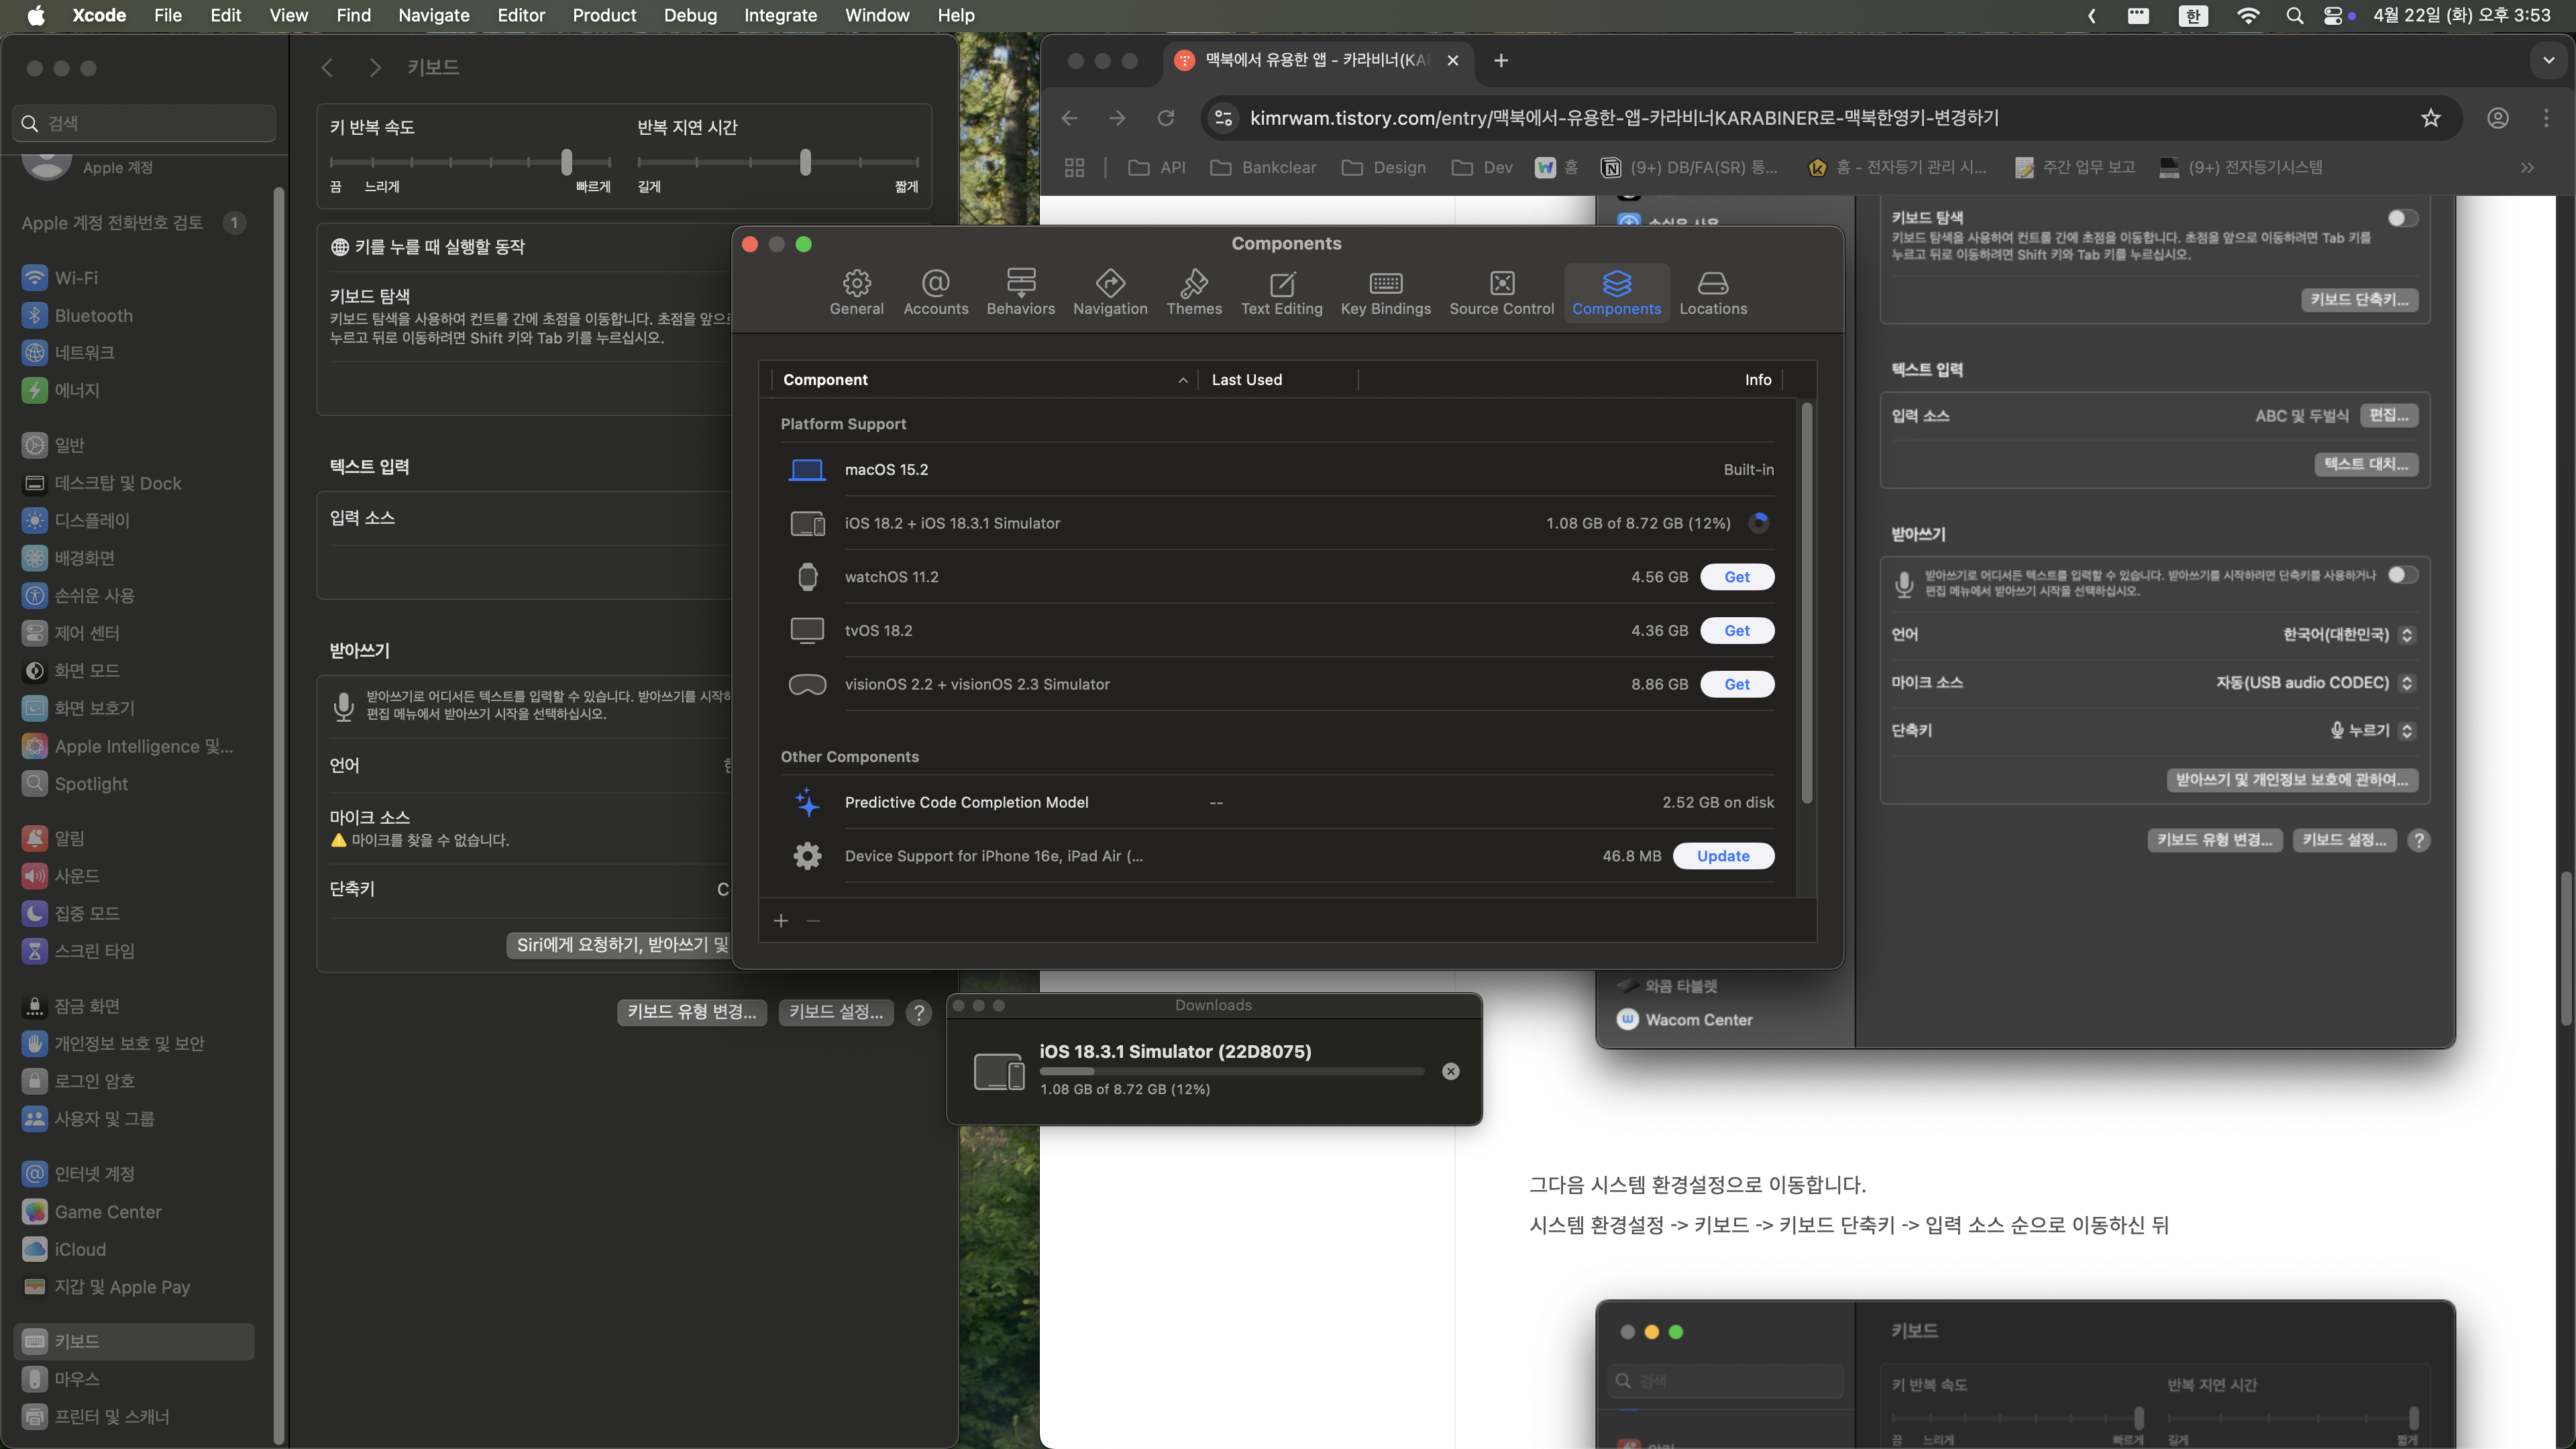 Xcode File Edit View Find Navigate Editor Product Debug Integrate Window Help
한 4월 22일 (화) 오후 3:53
검색
Apple 계정
Apple 계정 전화번호 검토 1
Wi-Fi
Bluetooth
네트워크
에너지
일반
데스크탑 및 Dock
디스플레이
배경화면
손쉬운 사용
제어 센터
화면 모드
화면 보호기
Apple Intelligence 및...
Spotlight
알림
사운드
집중 모드
스크린 타임
잠금 화면
개인정보 보호 및 보안
로그인 암호
사용자 및 그룹
인터넷 계정
Game Center
iCloud
지갑 및 Apple Pay
키보드
마우스
프린터 및 스캐너
키보드
키 반복 속도 반복 지연 시간
끔 느리게 빠르게 길게 짧게
키를 누를 때 실행할 동작
키보드 탐색
키보드 탐색을 사용하여 컨트롤 간에 초점을 이동합니다. 초점을 앞으
누르고 뒤로 이동하려면 Shift 키와 Tab 키를 누르십시오.
텍스트 입력
입력 소스
받아쓰기
받아쓰기로 어디서든 텍스트를 입력할 수 있습니다. 받아쓰기를 시작
편집 메뉴에서 받아쓰기 시작을 선택하십시오.
언어
마이크 소스
마이크를 찾을 수 없습니다.
단축키 C
Siri에게 요청하기, 받아쓰기 및
키보드 유형 변경... 키보드 설정... ?
Components
General Accounts Behaviors Navigation Themes Text Editing Key Bindings Source Control Components Locations
Component Last Used Info
Platform Support
macOS 15.2 Built-in
iOS 18.2 + iOS 18.3.1 Simulator 1.08 GB of 8.72 GB (12%)
watchOS 11.2 4.56 GB Get
tvOS 18.2 4.36 GB Get
visionOS 2.2 + visionOS 2.3 Simulator 8.86 GB Get
Other Components
Predictive Code Completion Model -- 2.52 GB on disk
Device Support for iPhone 16e, iPad Air (... 46.8 MB Update
Downloads
iOS 18.3.1 Simulator (22D8075)
1.08 GB of 8.72 GB (12%)
맥북에서 유용한 앱 - 카라비너(KA
kimrwam.tistory.com/entry/맥북에서-유용한-앱-카라비너KARABINER로-맥북한영키-변경하기
API Bankclear Design Dev 홈 (9+) DB/FA(SR) 통... 홈 - 전자등기 관리 시... 주간 업무 보고 (9+) 전자등기시스템
손쉬운 사용
키보드 탐색
키보드 탐색을 사용하여 컨트롤 간에 초점을 이동합니다. 초점을 앞으로 이동하려면 Tab 키를
누르고 뒤로 이동하려면 Shift 키와 Tab 키를 누르십시오.
키보드 단축키...
텍스트 입력
입력 소스 ABC 및 두벌식 편집...
텍스트 대치...
받아쓰기
받아쓰기로 어디서든 텍스트를 입력할 수 있습니다. 받아쓰기를 시작하려면 단축키를 사용하거나
편집 메뉴에서 받아쓰기 시작을 선택하십시오.
언어 한국어(대한민국)
마이크 소스 자동(USB audio CODEC)
단축키 누르기
받아쓰기 및 개인정보 보호에 관하여...
키보드 유형 변경... 키보드 설정... ?
와콤 타블렛
Wacom Center
그다음 시스템 환경설정으로 이동합니다.
시스템 환경설정 -> 키보드 -> 키보드 단축키 -> 입력 소스 순으로 이동하신 뒤
키보드
검색
키 반복 속도 반복 지연 시간
끔 느리게 빠르게 길게 짧게